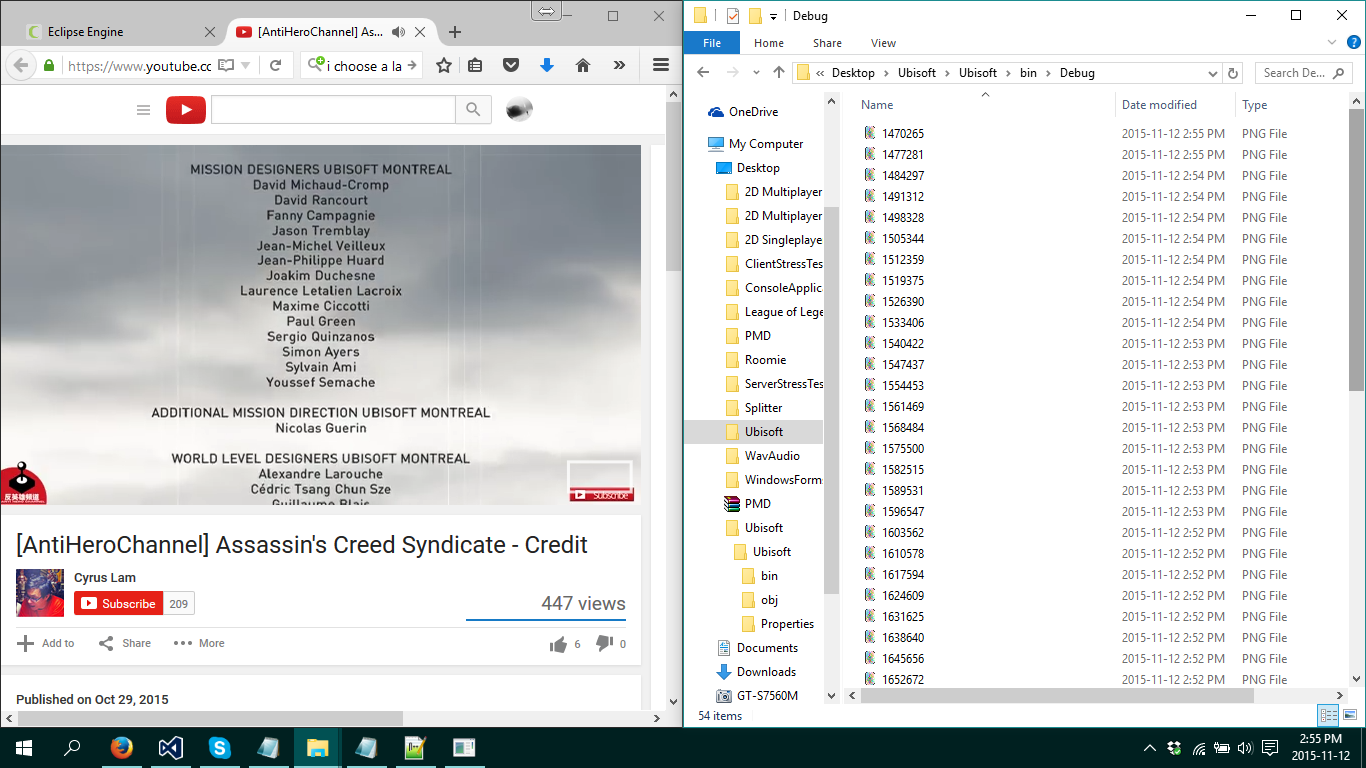 Eclipse Engine
[AntiHeroChannel] As...
https://www.youtube.cc
i choose a la
MISSION DESIGNERS UBISOFT MONTREAL
David Michaud-Cromp
David Rancourt
Fanny Campagnie
Jason Tremblay
Jean-Michel Veilleux
Jean-Philippe Huard
Joakim Duchesne
Laurence Letalien Lacroix
Maxime Ciccotti
Paul Green
Sergio Quinzanos
Simon Ayers
Sylvain Ami
Youssef Semache
ADDITIONAL MISSION DIRECTION UBISOFT MONTREAL
Nicolas Guerin
WORLD LEVEL DESIGNERS UBISOFT MONTREAL
Alexandre Larouche
Cédric Tsang Chun Sze
Guillaume Blais
反英雄頻道
Subscribe
[AntiHeroChannel] Assassin's Creed Syndicate - Credit
Cyrus Lam
Subscribe 209
447 views
Add to Share More 6 0
Published on Oct 29, 2015
Debug
File Home Share View
« Desktop > Ubisoft > Ubisoft > bin > Debug
Search De...
OneDrive
My Computer
Desktop
2D Multiplayer
2D Multiplayer
2D Singleplaye
ClientStressTes
ConsoleApplic
League of Lege
PMD
Roomie
ServerStressTes
Splitter
Ubisoft
WavAudio
WindowsForm
PMD
Ubisoft
Ubisoft
bin
obj
Properties
Documents
Downloads
GT-S7560M
Name Date modified Type
1470265 2015-11-12 2:55 PM PNG File
1477281 2015-11-12 2:55 PM PNG File
1484297 2015-11-12 2:54 PM PNG File
1491312 2015-11-12 2:54 PM PNG File
1498328 2015-11-12 2:54 PM PNG File
1505344 2015-11-12 2:54 PM PNG File
1512359 2015-11-12 2:54 PM PNG File
1519375 2015-11-12 2:54 PM PNG File
1526390 2015-11-12 2:54 PM PNG File
1533406 2015-11-12 2:54 PM PNG File
1540422 2015-11-12 2:53 PM PNG File
1547437 2015-11-12 2:53 PM PNG File
1554453 2015-11-12 2:53 PM PNG File
1561469 2015-11-12 2:53 PM PNG File
1568484 2015-11-12 2:53 PM PNG File
1575500 2015-11-12 2:53 PM PNG File
1582515 2015-11-12 2:53 PM PNG File
1589531 2015-11-12 2:53 PM PNG File
1596547 2015-11-12 2:53 PM PNG File
1603562 2015-11-12 2:52 PM PNG File
1610578 2015-11-12 2:52 PM PNG File
1617594 2015-11-12 2:52 PM PNG File
1624609 2015-11-12 2:52 PM PNG File
1631625 2015-11-12 2:52 PM PNG File
1638640 2015-11-12 2:52 PM PNG File
1645656 2015-11-12 2:52 PM PNG File
1652672 2015-11-12 2:52 PM PNG File
54 items
2:55 PM
2015-11-12